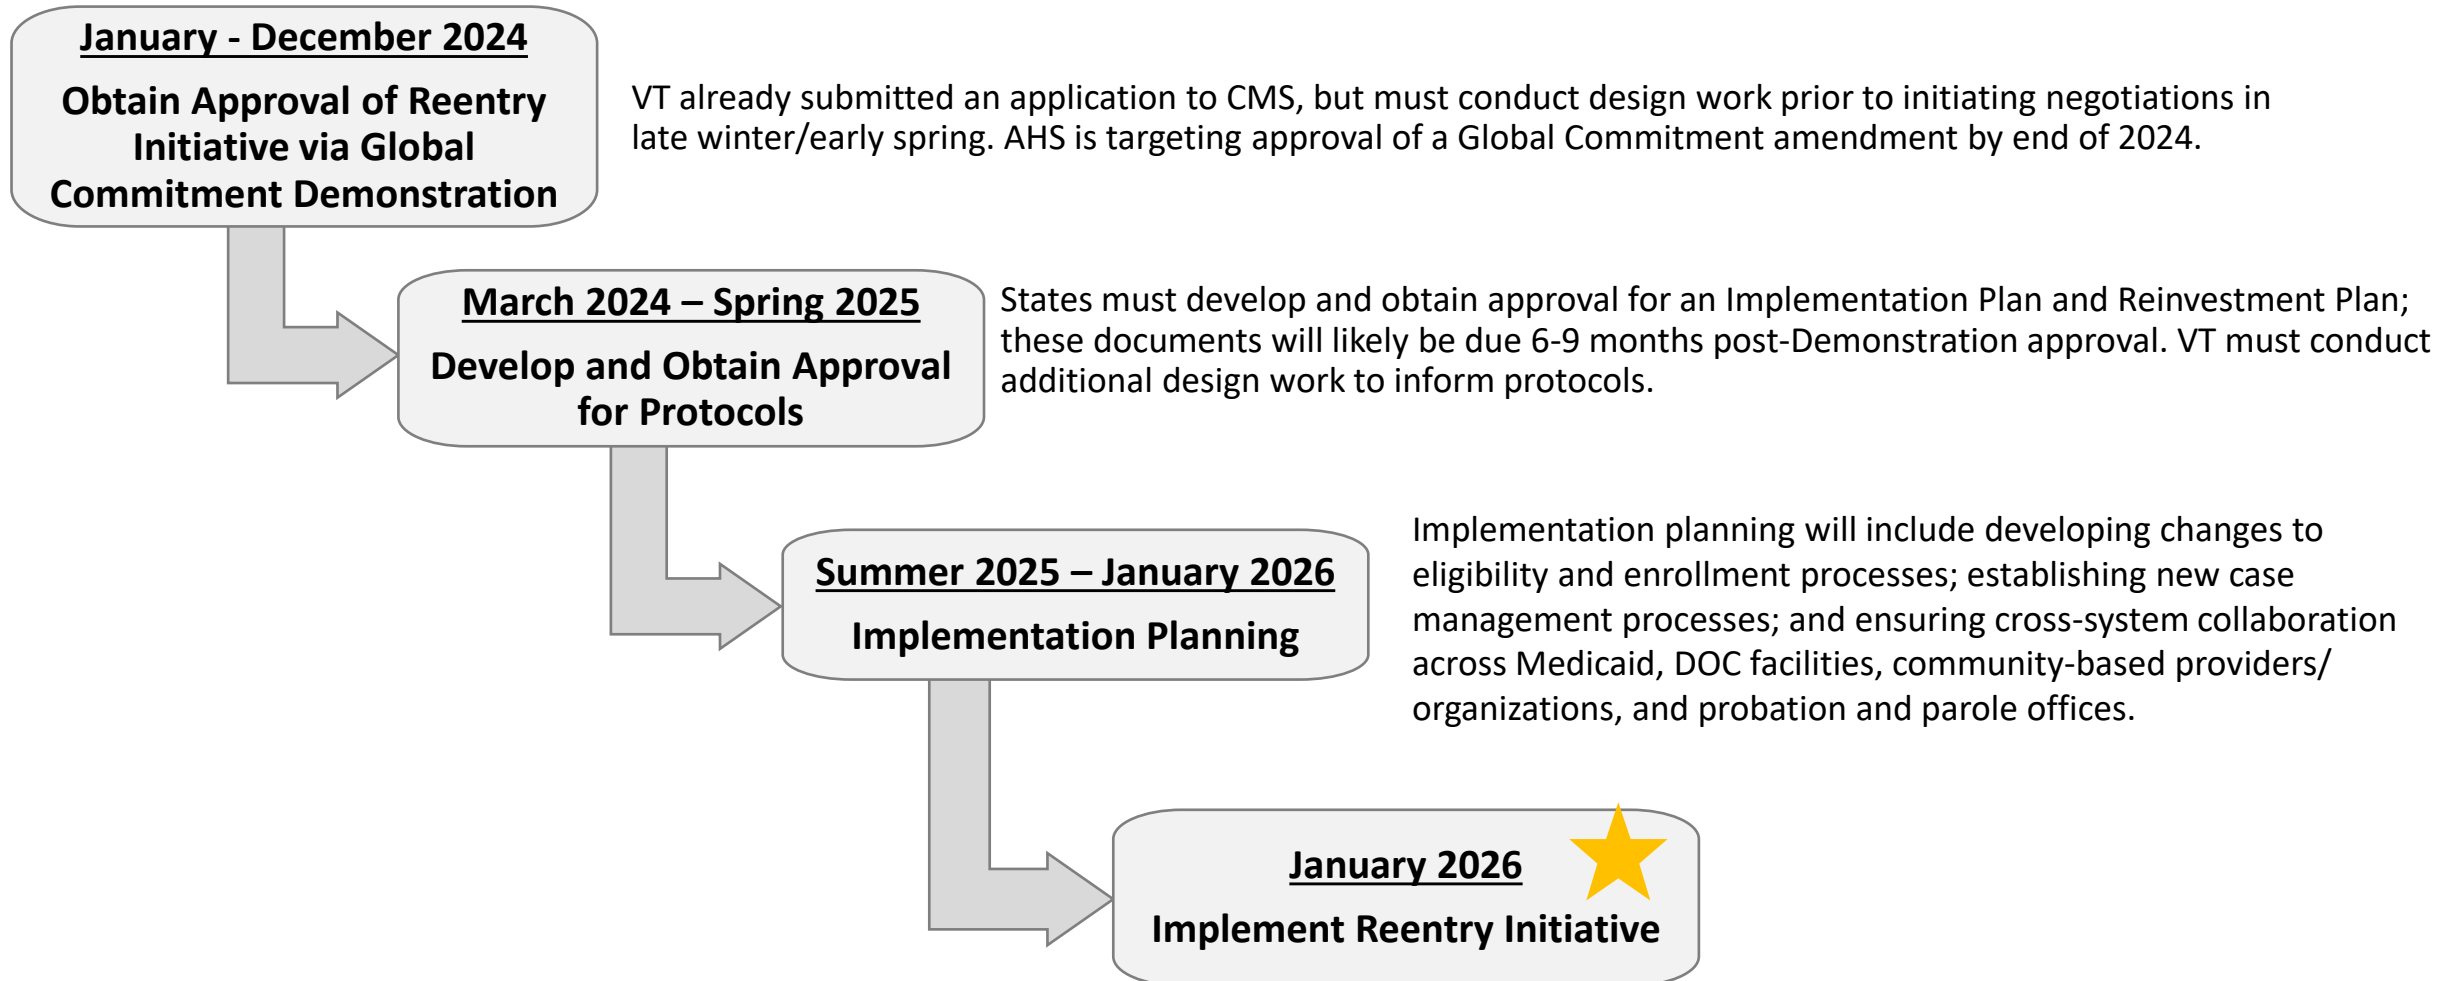 January - December 2024
Obtain Approval of Reentry
Initiative via Global
Commitment Demonstration
VT already submitted an application to CMS, but must conduct design work prior to initiating negotiations in
late winter/early spring. AHS is targeting approval of a Global Commitment amendment by end of 2024.
March 2024 – Spring 2025
Develop and Obtain Approval
for Protocols
States must develop and obtain approval for an Implementation Plan and Reinvestment Plan;
these documents will likely be due 6-9 months post-Demonstration approval. VT must conduct
additional design work to inform protocols.
Summer 2025 – January 2026
Implementation Planning
Implementation planning will include developing changes to
eligibility and enrollment processes; establishing new case
management processes; and ensuring cross-system collaboration
across Medicaid, DOC facilities, community-based providers/
organizations, and probation and parole offices.
January 2026
Implement Reentry Initiative